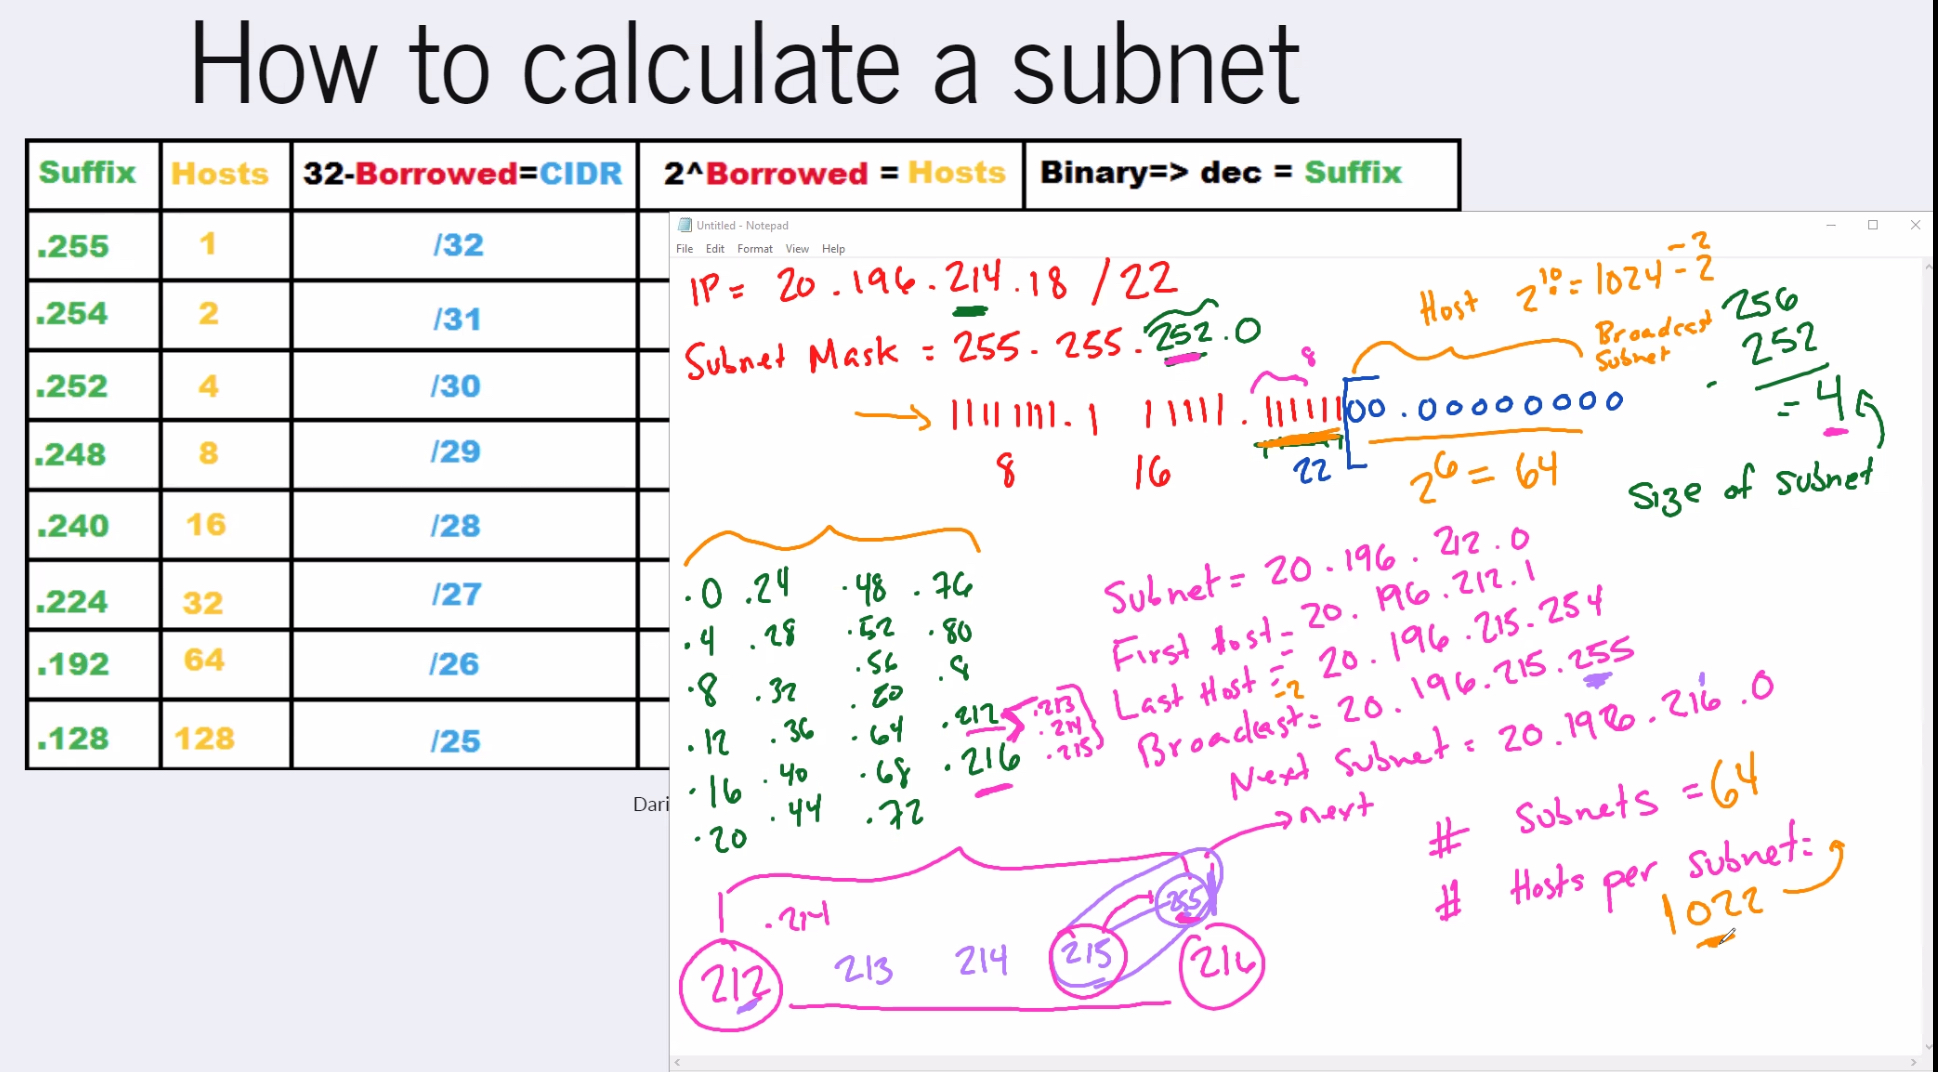 How to calculate a subnet
Suffix Hosts 32-Borrowed=CIDR 2^Borrowed = Hosts Binary=> dec = Suffix
.255 1 /32
.254 2 /31
.252 4 /30
.248 8 /29
.240 16 /28
.224 32 /27
.192 64 /26
.128 128 /25
Dari
Untitled - Notepad
File Edit Format View Help
IP = 20.196.214.18 /22
Subnet Mask = 255.255.252.0
Host 2^10 = 1024 - 2
- 2
Broadcast
Subnet
256
- 252
= 4
Size of subnet
8
11111111.1 11111.11111100.00000000
8 16 22
2^6 = 64
.0 .24 .48 .76
.4 .28 .52 .80
.56 .8
.8 .32 .60
.12 .36 .64 .212
.16 .40 .68 .216
.20 .44 .72
.213
.214
.215
Subnet = 20.196.212.0
First Host = 20.196.212.1
Last Host = 20.196.215.254
-2
Broadcast = 20.196.215.255
Next Subnet = 20.196.216.0
next
# Subnets = 64
# Hosts per subnet:
1022
.214
255
212 213 214 215 216